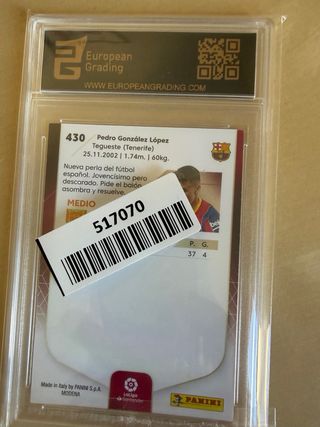 European
Grading
WWW.EUROPEANGRADING.COM
430 Pedro González López
Tegueste (Tenerife)
25.11.2002 | 1.74m. | 60kg.
Nueva perla del fútbol
español. Jovencísimo pero
descarado. Pide el balón,
asombra y resuelve.
MEDIO
P. G.
37 4
517070
Made in Italy by PANINI S.p.A.
MODENA
LaLiga
Santander
PANINI